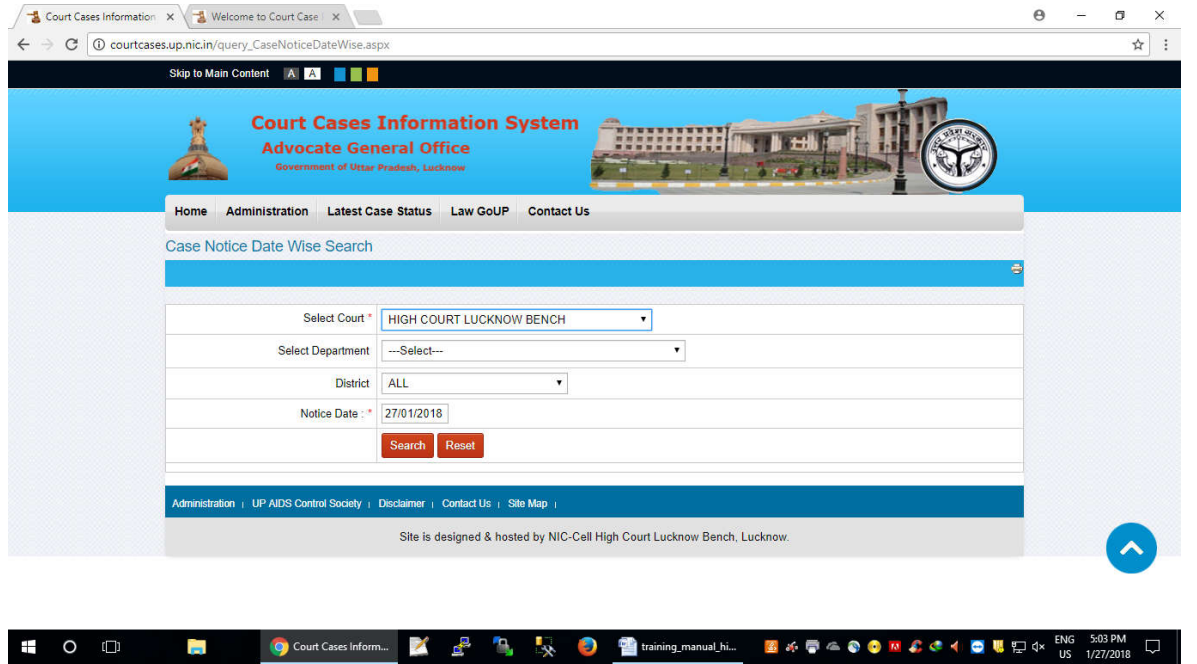 Court Cases Information
Welcome to Court Case
courtcases.up.nic.in/query_CaseNoticeDateWise.aspx
Skip to Main Content A A
Court Cases Information System
Advocate General Office
Government of Uttar Pradesh, Lucknow
Home Administration Latest Case Status Law GoUP Contact Us
Case Notice Date Wise Search
Select Court * HIGH COURT LUCKNOW BENCH
Select Department ---Select---
District ALL
Notice Date : * 27/01/2018
Search Reset
Administration | UP AIDS Control Society | Disclaimer | Contact Us | Site Map |
Site is designed & hosted by NIC-Cell High Court Lucknow Bench, Lucknow.
Court Cases Inform... training_manual_hi... ENG 5:03 PM
US 1/27/2018